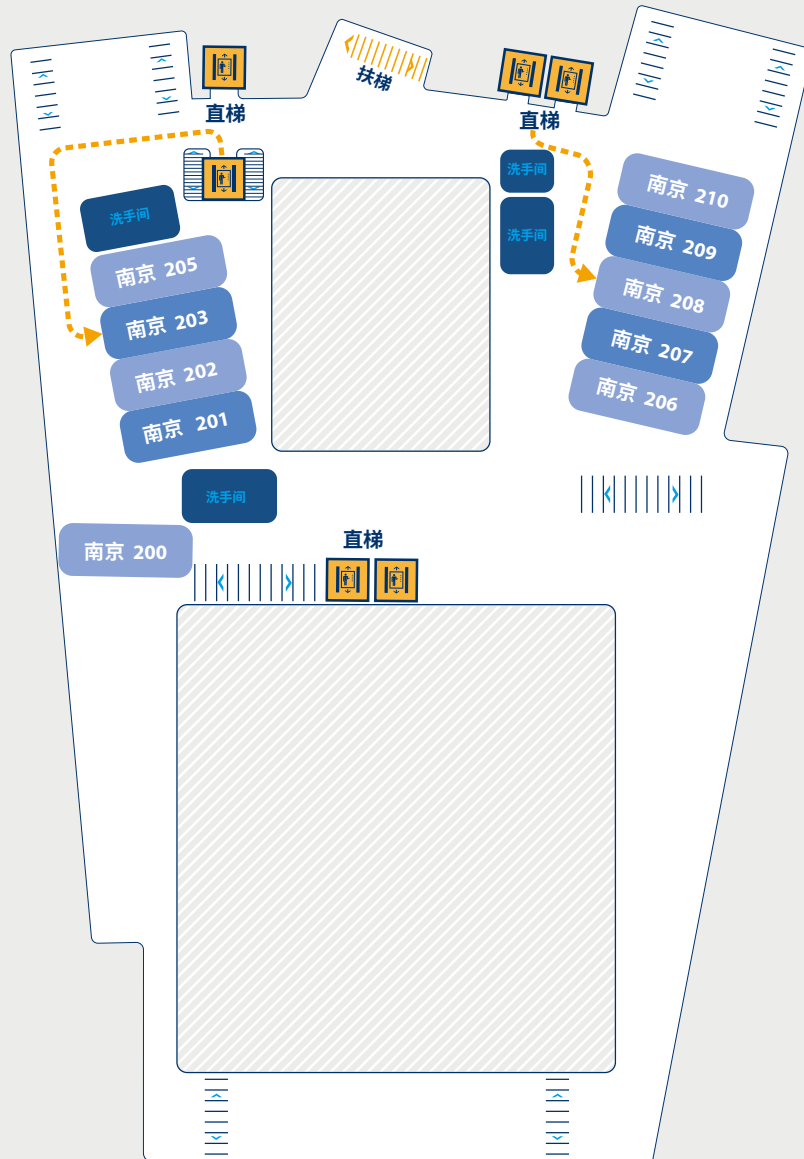 扶梯
直梯
直梯
洗手间
洗手间
洗手间
南京 205
南京 203
南京 202
南京 201
南京 210
南京 209
南京 208
南京 207
南京 206
洗手间
南京 200
直梯